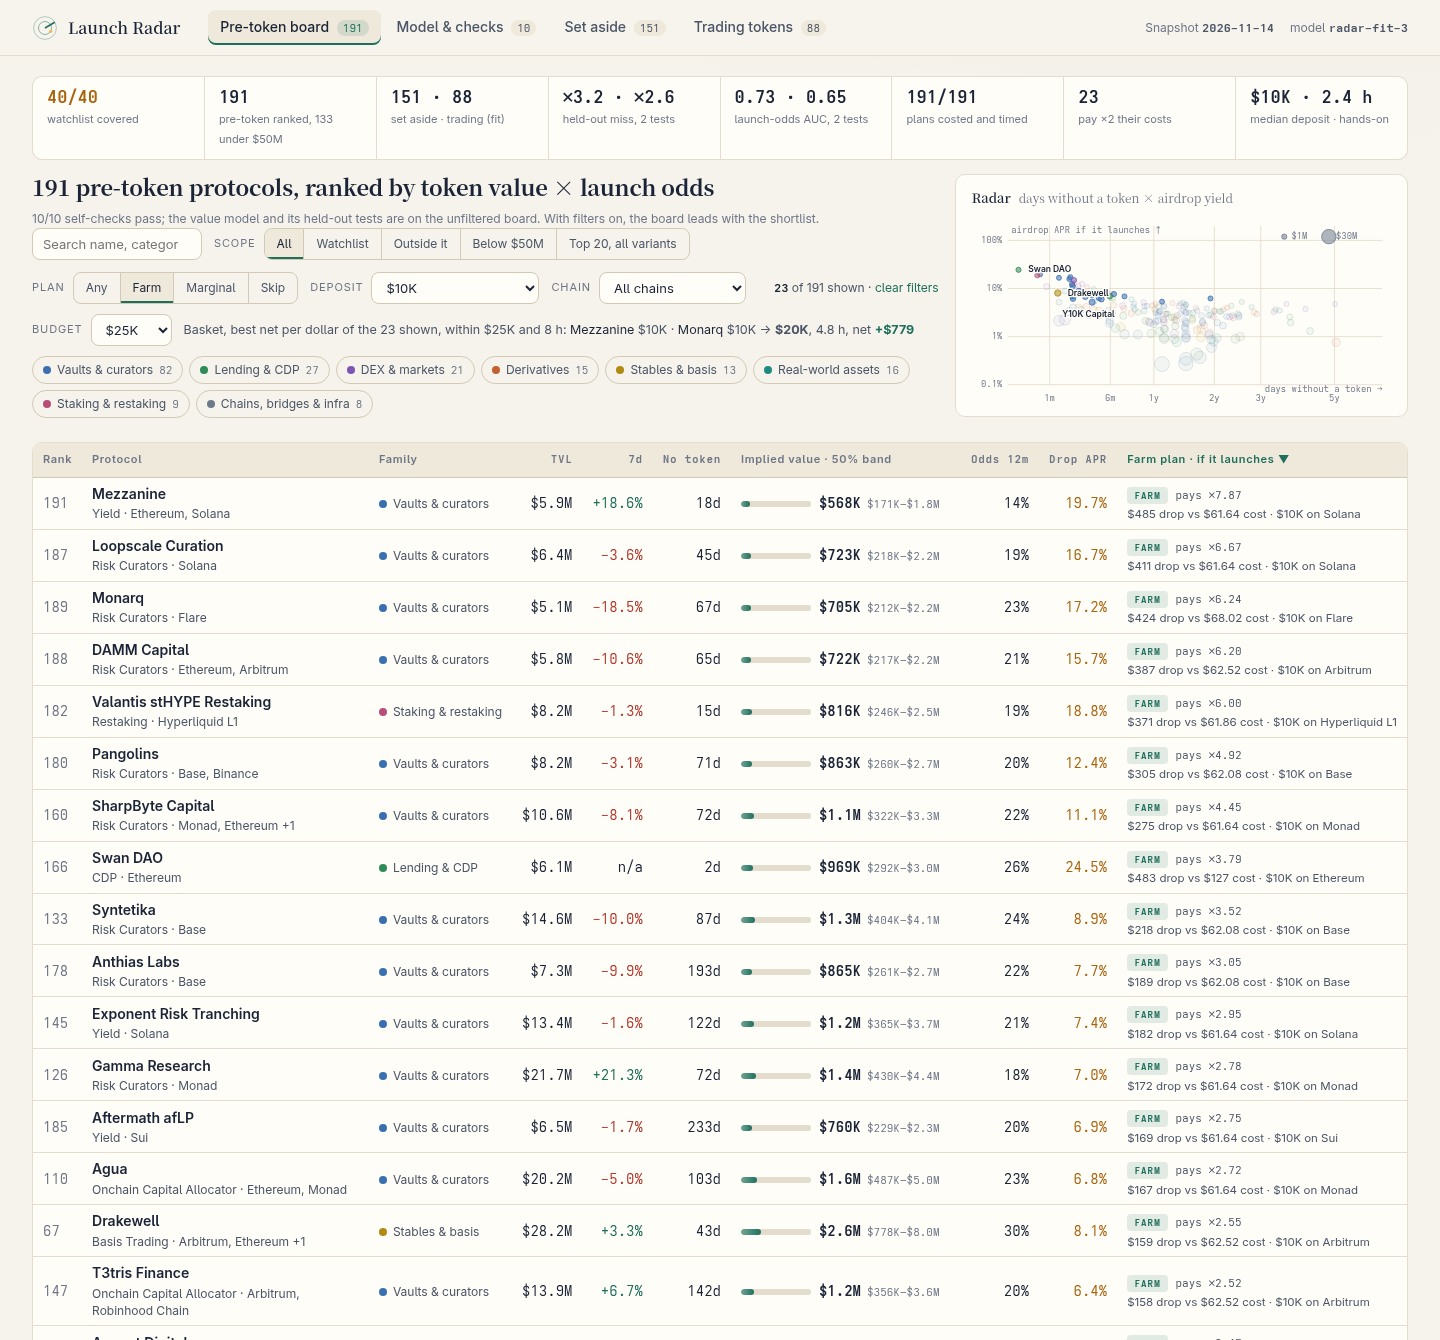 Launch Radar
Pre-token board 191
Model & checks 10
Set aside 151
Trading tokens 88
Snapshot 2026-11-14 model radar-fit-3
40/40
watchlist covered
191
pre-token ranked, 133
under $50M
151 · 88
set aside · trading (fit)
×3.2 · ×2.6
held-out miss, 2 tests
0.73 · 0.65
launch-odds AUC, 2 tests
191/191
plans costed and timed
23
pay ×2 their costs
$10K · 2.4 h
median deposit · hands-on
191 pre-token protocols, ranked by token value × launch odds
10/10 self-checks pass; the value model and its held-out tests are on the unfiltered board. With filters on, the board leads with the shortlist.
Search name, categor
SCOPE All Watchlist Outside it Below $50M Top 20, all variants
PLAN Any Farm Marginal Skip DEPOSIT $10K CHAIN All chains 23 of 191 shown · clear filters
BUDGET $25K Basket, best net per dollar of the 23 shown, within $25K and 8 h: Mezzanine $10K · Monarq $10K → $20K, 4.8 h, net +$779
Vaults & curators 82
Lending & CDP 27
DEX & markets 21
Derivatives 15
Stables & basis 13
Real-world assets 16
Staking & restaking 9
Chains, bridges & infra 8
Radar days without a token × airdrop yield
airdrop APR if it launches ↑
$1M
$30M
100%
10%
1%
0.1%
Swan DAO
Drakewell
Y10K Capital
days without a token →
1m 6m 1y 2y 3y 5y
Rank Protocol Family TVL 7d No token Implied value · 50% band Odds 12m Drop APR Farm plan · if it launches ▼
191 Mezzanine Vaults & curators $5.9M +18.6% 18d $568K $171K–$1.8M 14% 19.7% FARM pays ×7.87
Yield · Ethereum, Solana $485 drop vs $61.64 cost · $10K on Solana
187 Loopscale Curation Vaults & curators $6.4M −3.6% 45d $723K $218K–$2.2M 19% 16.7% FARM pays ×6.67
Risk Curators · Solana $411 drop vs $61.64 cost · $10K on Solana
189 Monarq Vaults & curators $5.1M −18.5% 67d $705K $212K–$2.2M 23% 17.2% FARM pays ×6.24
Risk Curators · Flare $424 drop vs $68.02 cost · $10K on Flare
188 DAMM Capital Vaults & curators $5.8M −10.6% 65d $722K $217K–$2.2M 21% 15.7% FARM pays ×6.20
Risk Curators · Ethereum, Arbitrum $387 drop vs $62.52 cost · $10K on Arbitrum
182 Valantis stHYPE Restaking Staking & restaking $8.2M −1.3% 15d $816K $246K–$2.5M 19% 18.8% FARM pays ×6.00
Restaking · Hyperliquid L1 $371 drop vs $61.86 cost · $10K on Hyperliquid L1
180 Pangolins Vaults & curators $8.2M −3.1% 71d $863K $260K–$2.7M 20% 12.4% FARM pays ×4.92
Risk Curators · Base, Binance $305 drop vs $62.08 cost · $10K on Base
160 SharpByte Capital Vaults & curators $10.6M −8.1% 72d $1.1M $322K–$3.3M 22% 11.1% FARM pays ×4.45
Risk Curators · Monad, Ethereum +1 $275 drop vs $61.64 cost · $10K on Monad
166 Swan DAO Lending & CDP $6.1M n/a 2d $969K $292K–$3.0M 26% 24.5% FARM pays ×3.79
CDP · Ethereum $483 drop vs $127 cost · $10K on Ethereum
133 Syntetika Vaults & curators $14.6M −10.0% 87d $1.3M $404K–$4.1M 24% 8.9% FARM pays ×3.52
Risk Curators · Base $218 drop vs $62.08 cost · $10K on Base
178 Anthias Labs Vaults & curators $7.3M −9.9% 193d $865K $261K–$2.7M 22% 7.7% FARM pays ×3.05
Risk Curators · Base $189 drop vs $62.08 cost · $10K on Base
145 Exponent Risk Tranching Vaults & curators $13.4M −1.6% 122d $1.2M $365K–$3.7M 21% 7.4% FARM pays ×2.95
Yield · Solana $182 drop vs $61.64 cost · $10K on Solana
126 Gamma Research Vaults & curators $21.7M +21.3% 72d $1.4M $430K–$4.4M 18% 7.0% FARM pays ×2.78
Risk Curators · Monad $172 drop vs $61.64 cost · $10K on Monad
185 Aftermath afLP Vaults & curators $6.5M −1.7% 233d $760K $229K–$2.3M 20% 6.9% FARM pays ×2.75
Yield · Sui $169 drop vs $61.64 cost · $10K on Sui
110 Agua Vaults & curators $20.2M −5.0% 103d $1.6M $487K–$5.0M 23% 6.8% FARM pays ×2.72
Onchain Capital Allocator · Ethereum, Monad $167 drop vs $61.64 cost · $10K on Monad
67 Drakewell Stables & basis $28.2M +3.3% 43d $2.6M $778K–$8.0M 30% 8.1% FARM pays ×2.55
Basis Trading · Arbitrum, Ethereum +1 $159 drop vs $62.52 cost · $10K on Arbitrum
147 T3tris Finance Vaults & curators $13.9M +6.7% 142d $1.2M $356K–$3.6M 20% 6.4% FARM pays ×2.52
Onchain Capital Allocator · Arbitrum, $158 drop vs $62.52 cost · $10K on Arbitrum
Robinhood Chain